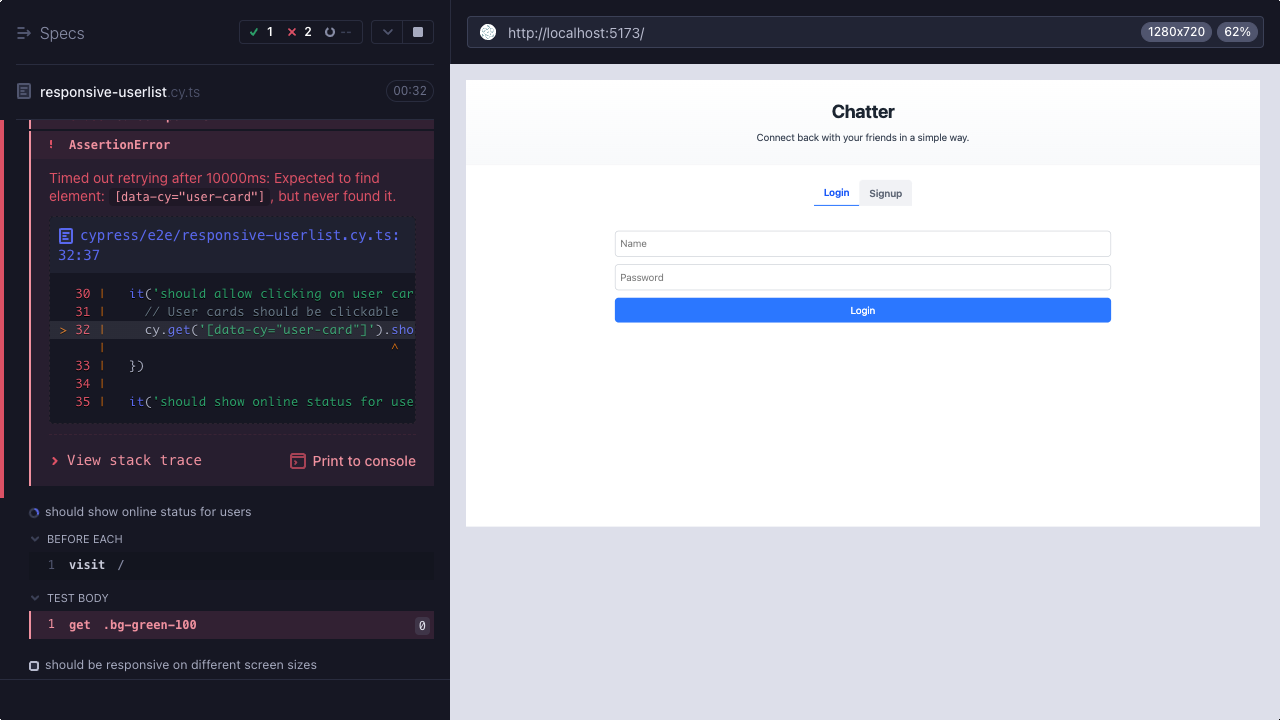 Specs
1 2 --
responsive-userlist.cy.ts
00:32
! AssertionError
Timed out retrying after 10000ms: Expected to find
element: [data-cy="user-card"] , but never found it.
cypress/e2e/responsive-userlist.cy.ts:
32:37
30 | it('should allow clicking on user car
31 | // User cards should be clickable
> 32 | cy.get('[data-cy="user-card"]').sho
| ^
33 | })
34 |
35 | it('should show online status for use
View stack trace
Print to console
should show online status for users
BEFORE EACH
1 visit /
TEST BODY
1 get .bg-green-100 0
should be responsive on different screen sizes
http://localhost:5173/
1280x720 62%
Chatter
Connect back with your friends in a simple way.
Login Signup
Name
Password
Login